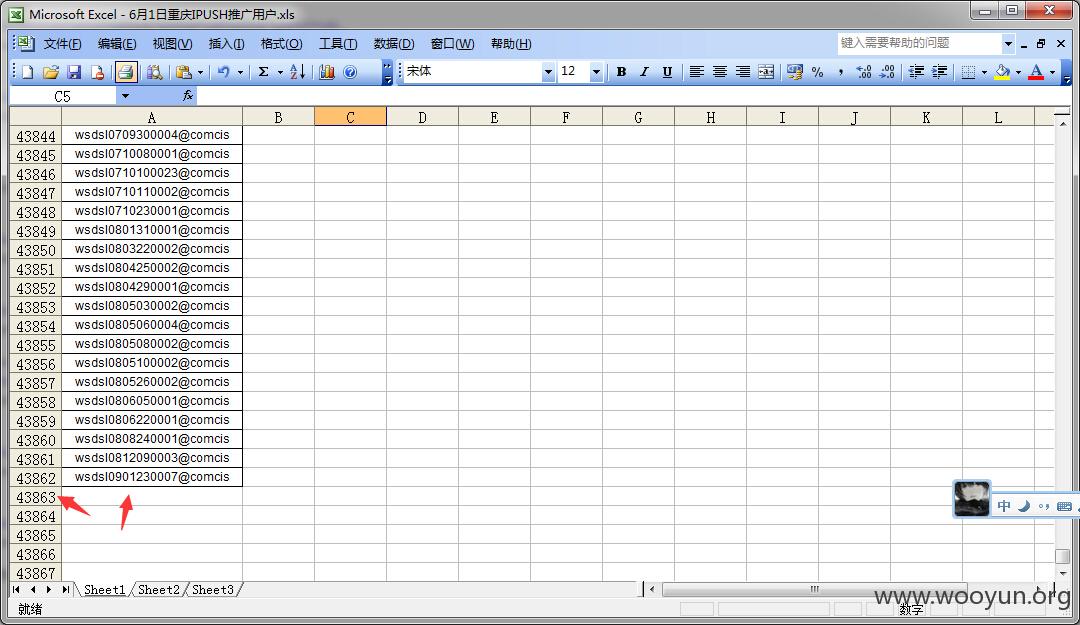 Microsoft Excel - 6月1日重庆IPUSH推广用户.xls
文件(F) 编辑(E) 视图(V) 插入(I) 格式(O) 工具(T) 数据(D) 窗口(W) 帮助(H) 键入需要帮助的问题
Σ 宋体 12 B I U % ,
C5 fx
A B C D E F G H I J K L
43844 wsdsl0709300004@comcis
43845 wsdsl0710080001@comcis
43846 wsdsl0710100023@comcis
43847 wsdsl0710110002@comcis
43848 wsdsl0710230001@comcis
43849 wsdsl0801310001@comcis
43850 wsdsl0803220002@comcis
43851 wsdsl0804250002@comcis
43852 wsdsl0804290001@comcis
43853 wsdsl0805030002@comcis
43854 wsdsl0805060004@comcis
43855 wsdsl0805080002@comcis
43856 wsdsl0805100002@comcis
43857 wsdsl0805260002@comcis
43858 wsdsl0806050001@comcis
43859 wsdsl0806220001@comcis
43860 wsdsl0808240001@comcis
43861 wsdsl0812090003@comcis
43862 wsdsl0901230007@comcis
43863
中
43864
43865
43866
43867
Sheet1 Sheet2 Sheet3
www.wooyun.org
就绪 数字